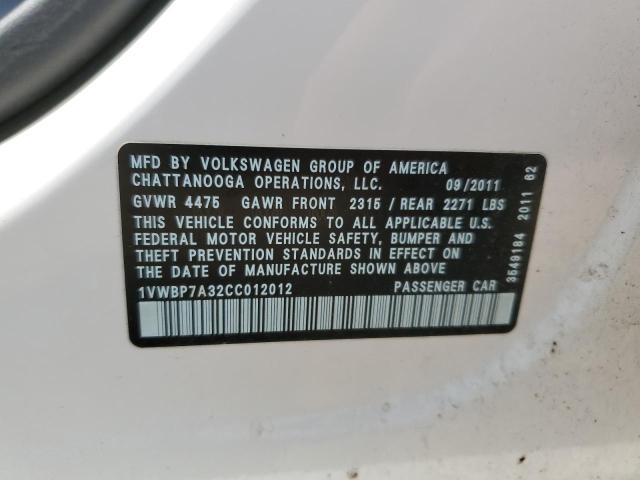 MFD BY VOLKSWAGEN GROUP OF AMERICA
CHATTANOOGA OPERATIONS, LLC. 09/2011
GVWR 4475 GAWR FRONT 2315 / REAR 2271 LBS
THIS VEHICLE CONFORMS TO ALL APPLICABLE U.S.
FEDERAL MOTOR VEHICLE SAFETY, BUMPER AND
THEFT PREVENTION STANDARDS IN EFFECT ON THE
DATE OF MANUFACTURE SHOWN ABOVE
1VWBP7A32CC012012 PASSENGER CAR
3549184 2011 62